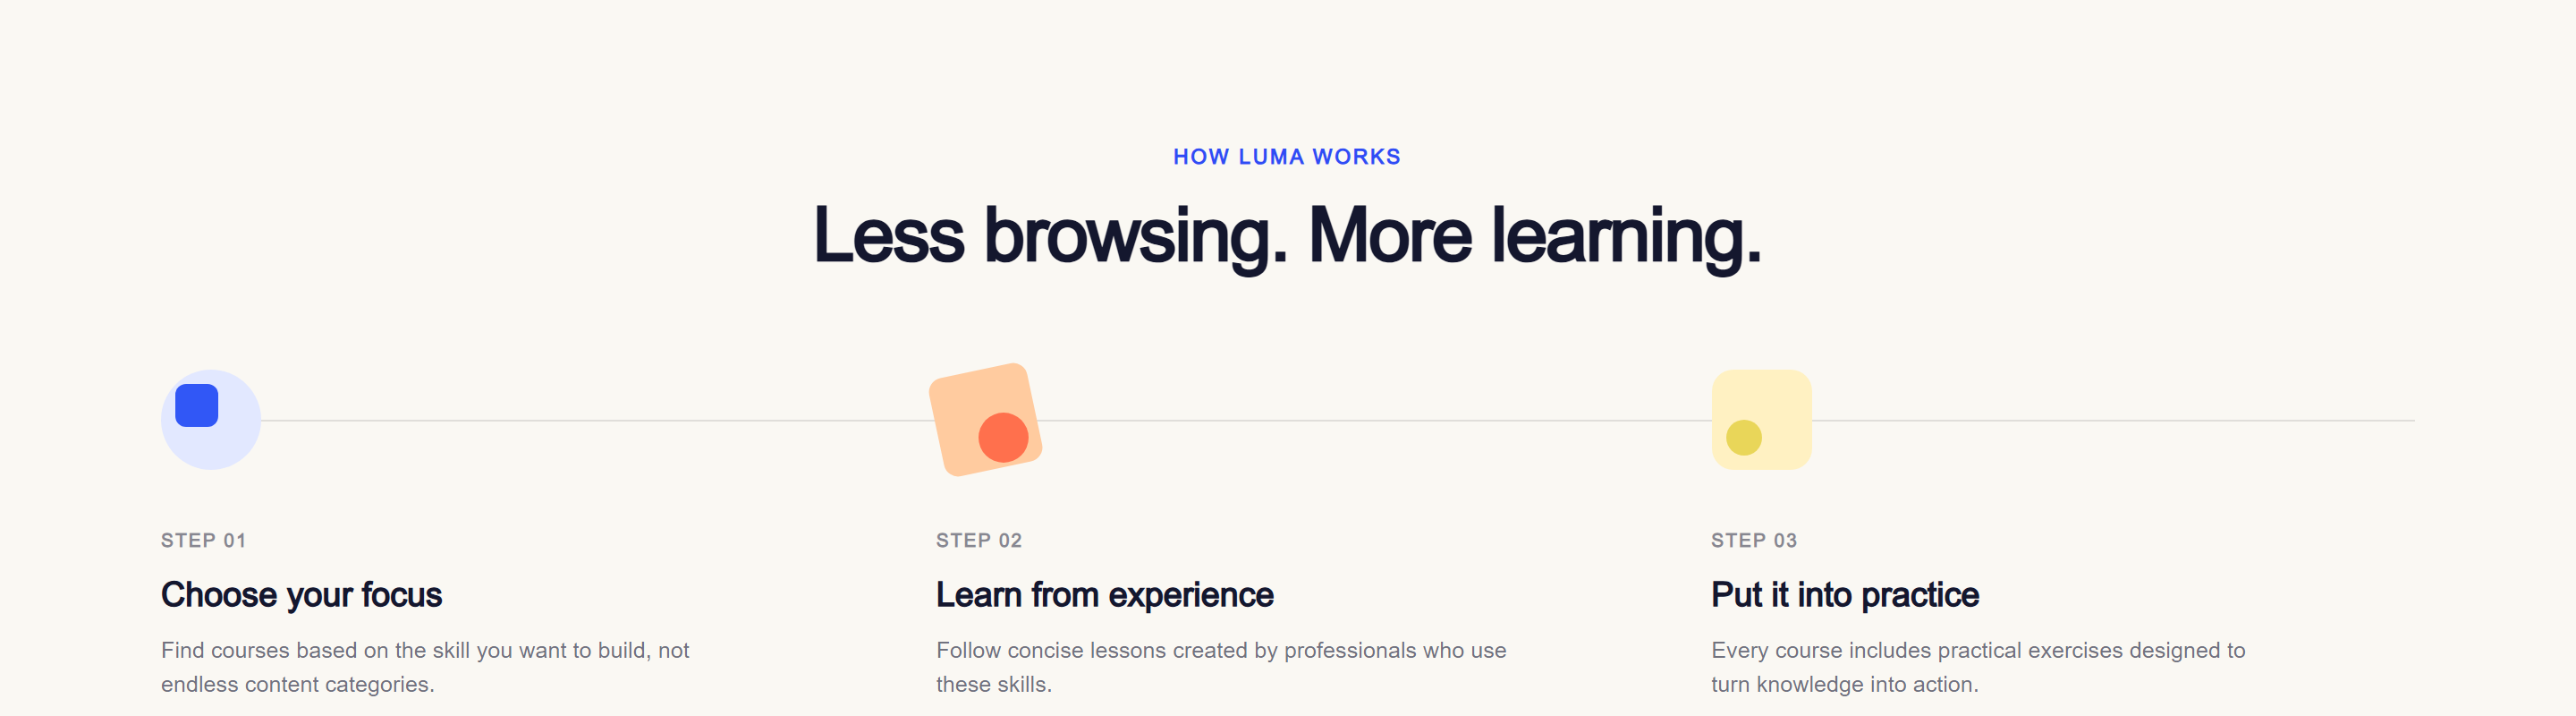 HOW LUMA WORKS
Less browsing. More learning.
STEP 01
Choose your focus
Find courses based on the skill you want to build, not
endless content categories.
STEP 02
Learn from experience
Follow concise lessons created by professionals who use
these skills.
STEP 03
Put it into practice
Every course includes practical exercises designed to
turn knowledge into action.